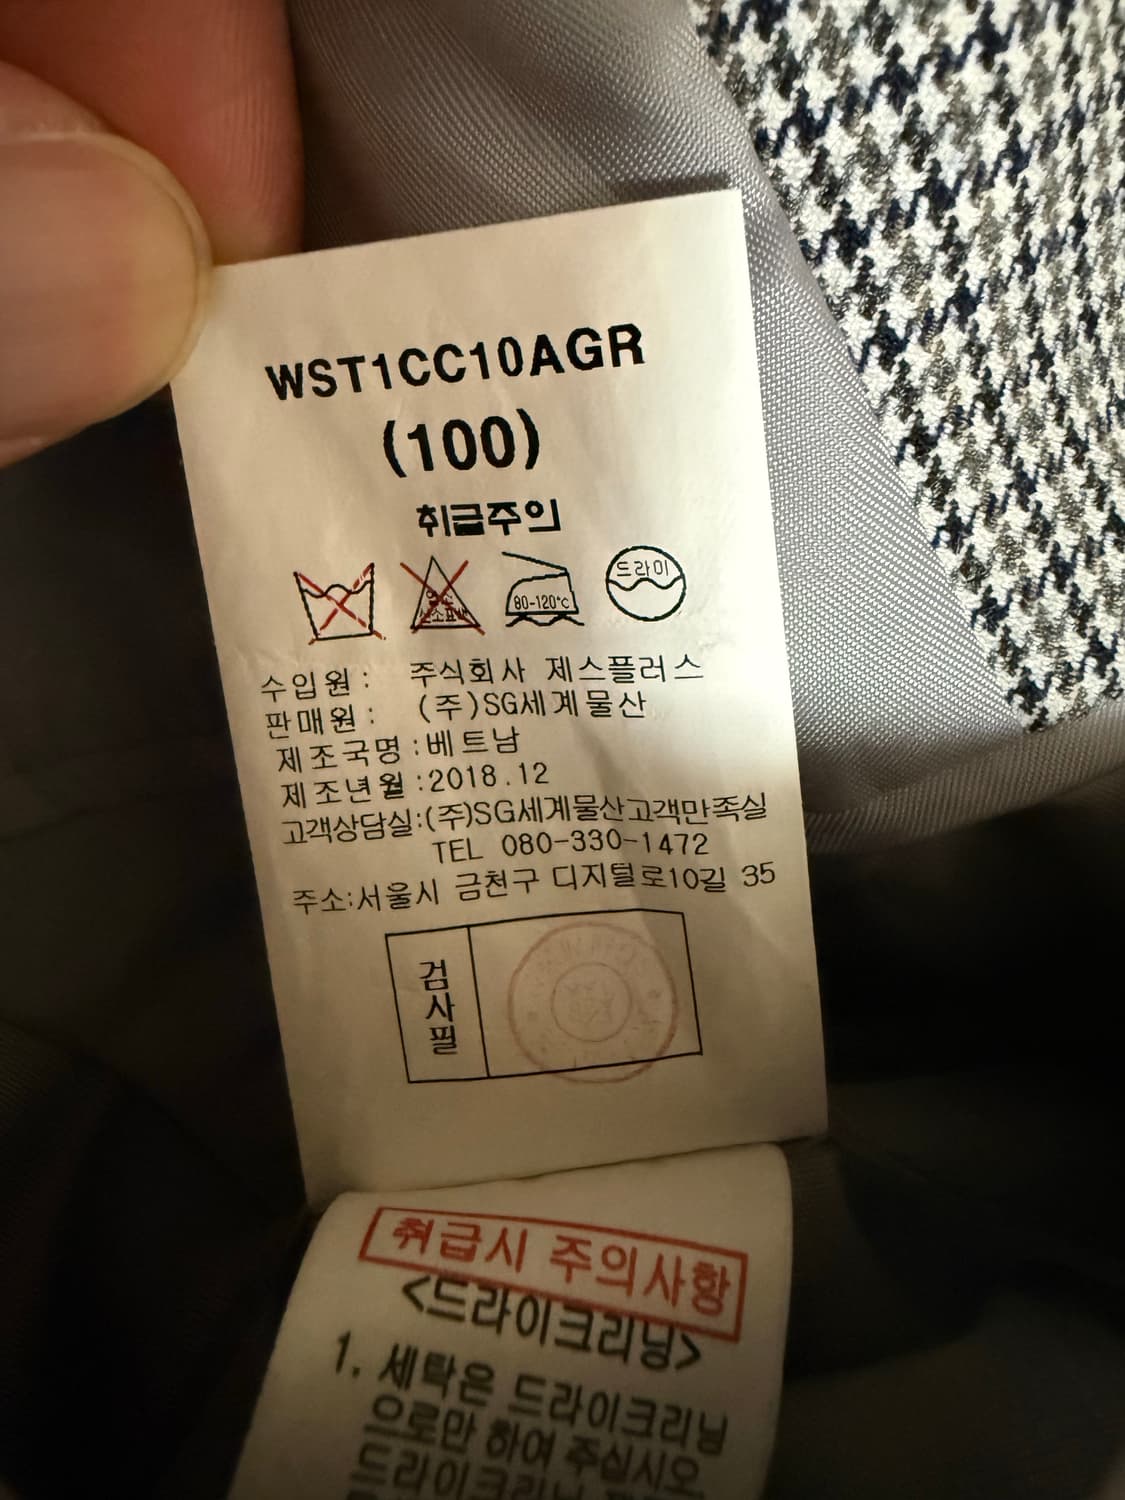 WST1CC10AGR
(100)
취급주의
80-120℃
드라이
수입원 : 주식회사 제스플러스
판매원 : (주)SG세계물산
제조국명 : 베트남
제조년월 : 2018.12
고객상담실:(주)SG세계물산고객만족실
TEL 080-330-1472
주소:서울시 금천구 디지털로10길 35
검사필
취급시 주의사항
<드라이크리닝>
1. 세탁은 드라이크리닝
으로만 하여 주십시오.
드라이크리닝